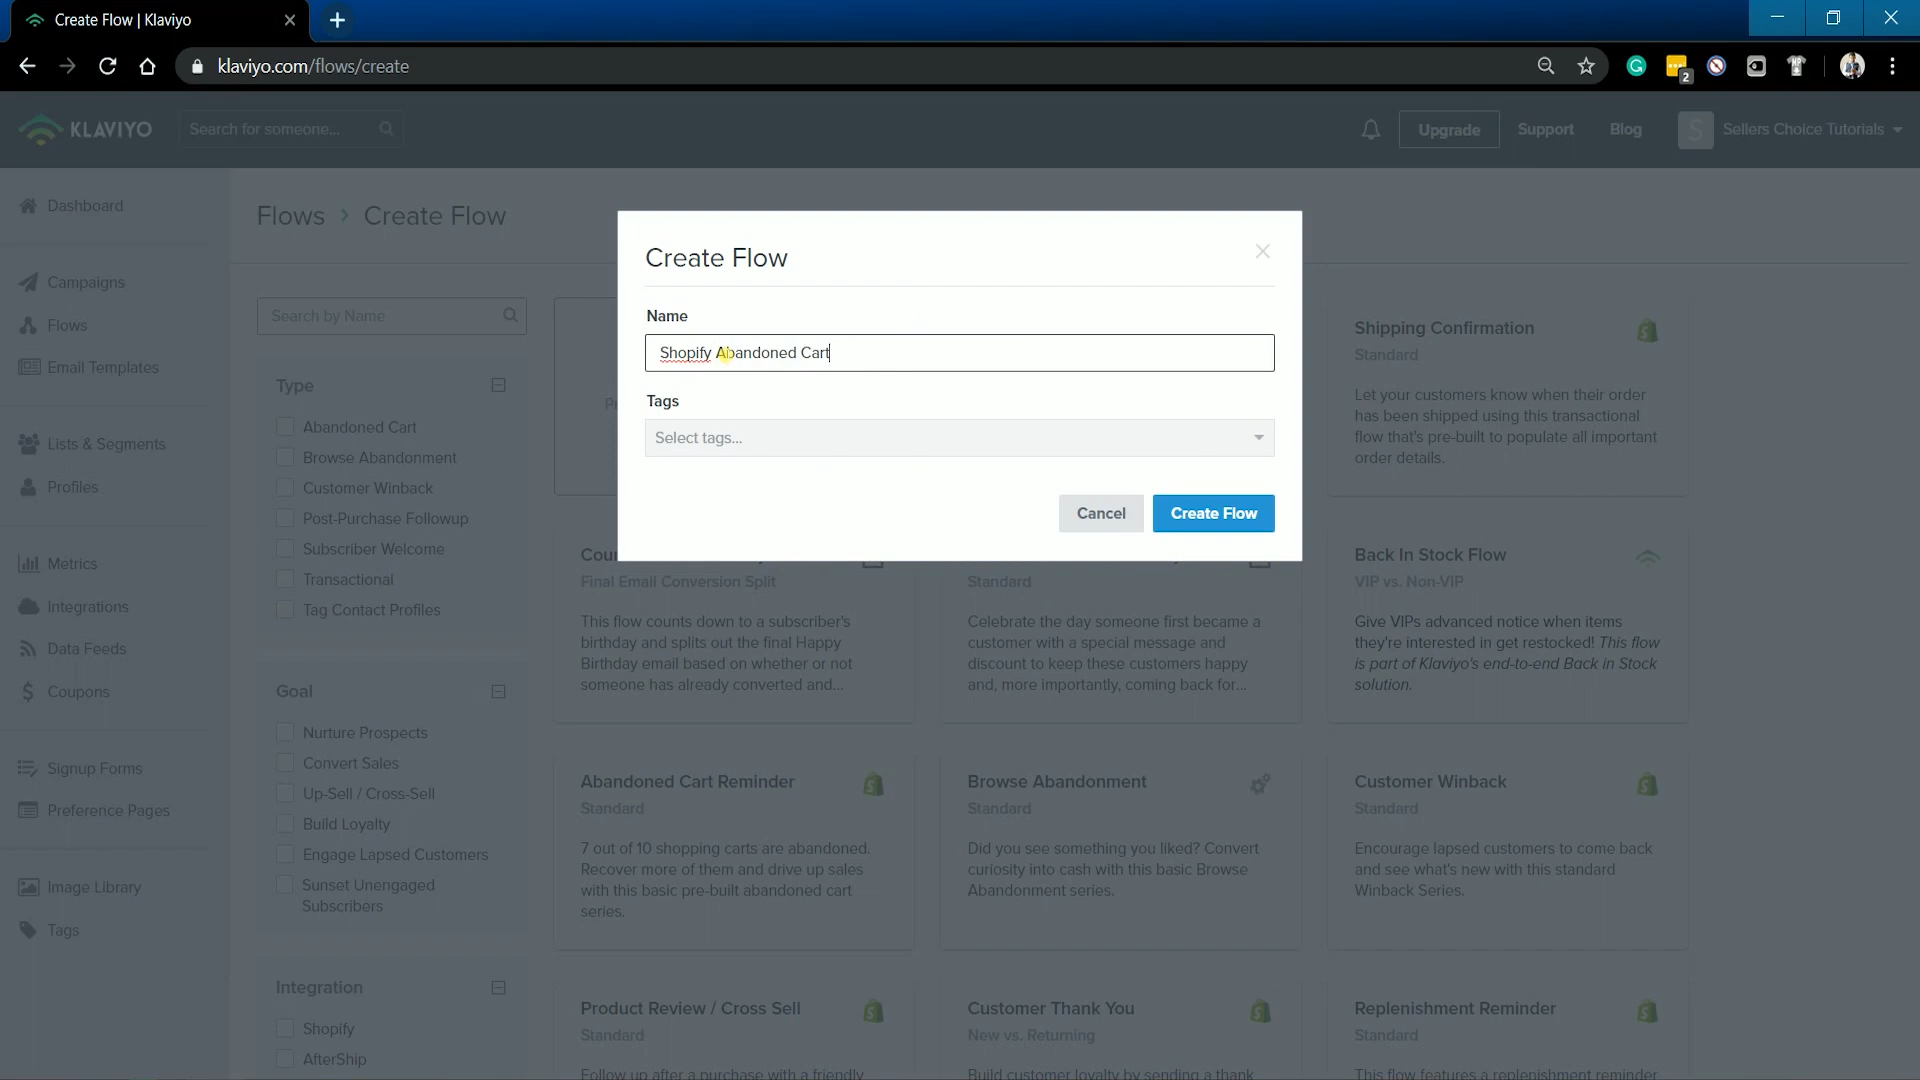 Create Flow | Klaviyo
klaviyo.com/flows/create
2
KLAVIYO
Search for someone...
Upgrade
Support
Blog
S
Sellers Choice Tutorials
Dashboard
Campaigns
Flows
Email Templates
Lists & Segments
Profiles
Metrics
Integrations
Data Feeds
Coupons
Signup Forms
Preference Pages
Image Library
Tags
Flows > Create Flow
Search by Name
Type
Abandoned Cart
Browse Abandonment
Customer Winback
Post-Purchase Followup
Subscriber Welcome
Transactional
Tag Contact Profiles
Goal
Nurture Prospects
Convert Sales
Up-Sell / Cross-Sell
Build Loyalty
Engage Lapsed Customers
Sunset Unengaged
Subscribers
Integration
Shopify
AfterShip
Create Flow
Name
Shopify Abandoned Cart
Tags
Select tags...
Cancel
Create Flow
Shipping Confirmation
Standard
Let your customers know when their order
has been shipped using this transactional
flow that's pre-built to populate all important
order details.
Final Email Conversion Split
This flow counts down to a subscriber's
birthday and splits out the final Happy
Birthday email based on whether or not
someone has already converted and...
Standard
Celebrate the day someone first became a
customer with a special message and
discount to keep these customers happy
and, more importantly, coming back for...
Back In Stock Flow
VIP vs. Non-VIP
Give VIPs advanced notice when items
they're interested in get restocked! This flow
is part of Klaviyo's end-to-end Back in Stock
solution.
Abandoned Cart Reminder
Standard
7 out of 10 shopping carts are abandoned.
Recover more of them and drive up sales
with this basic pre-built abandoned cart
series.
Browse Abandonment
Standard
Did you see something you liked? Convert
curiosity into cash with this basic Browse
Abandonment series.
Customer Winback
Standard
Encourage lapsed customers to come back
and see what's new with this standard
Winback Series.
Product Review / Cross Sell
Standard
Follow up after a purchase with a friendly
Customer Thank You
New vs. Returning
Build customer loyalty by sending a thank
Replenishment Reminder
Standard
This flow features a replenishment reminder